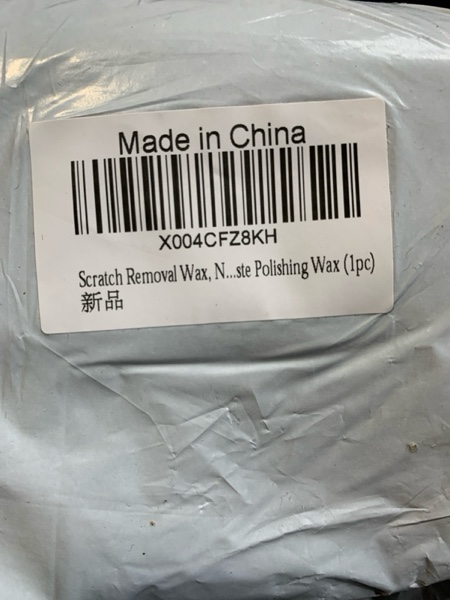 Made in China
X004CFZ8KH
Scratch Removal Wax, N...ste Polishing Wax (1pc)
新品